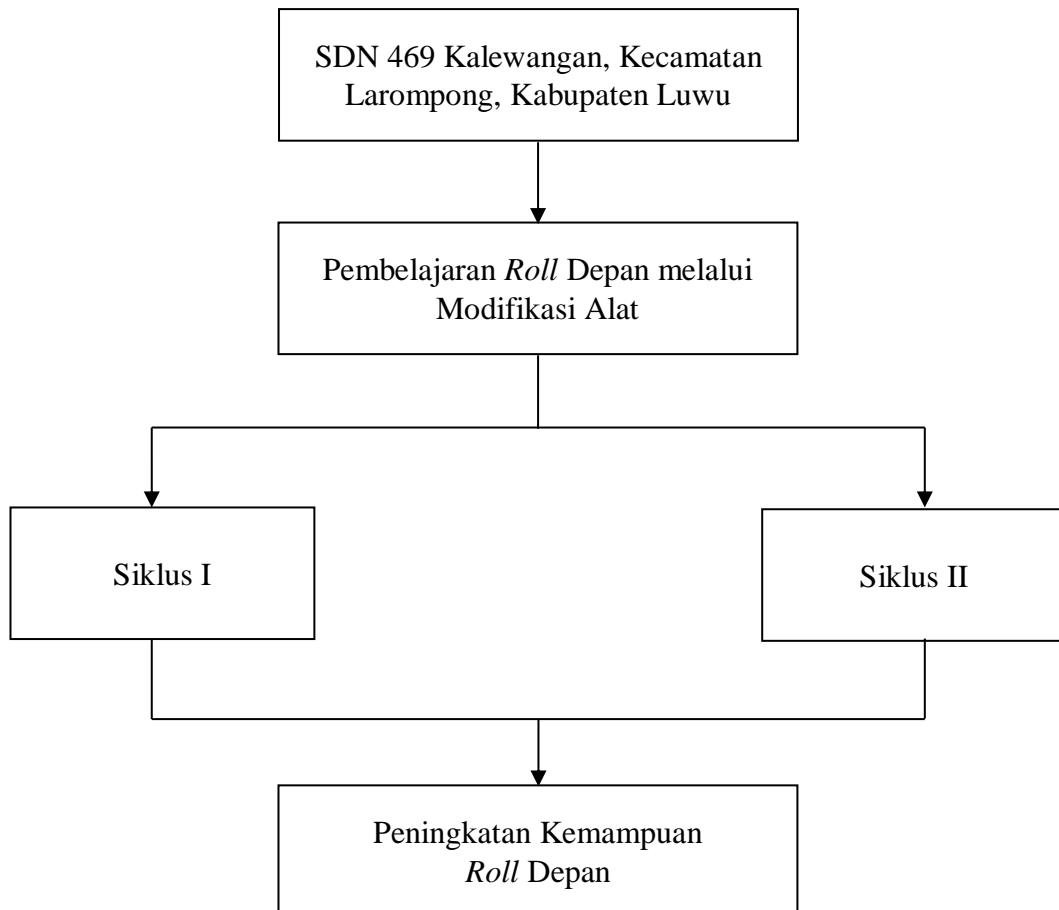 SDN 469 Kalewangan, Kecamatan
Larompong, Kabupaten Luwu
Pembelajaran Roll Depan melalui
Modifikasi Alat
Siklus I
Siklus II
Peningkatan Kemampuan
Roll Depan